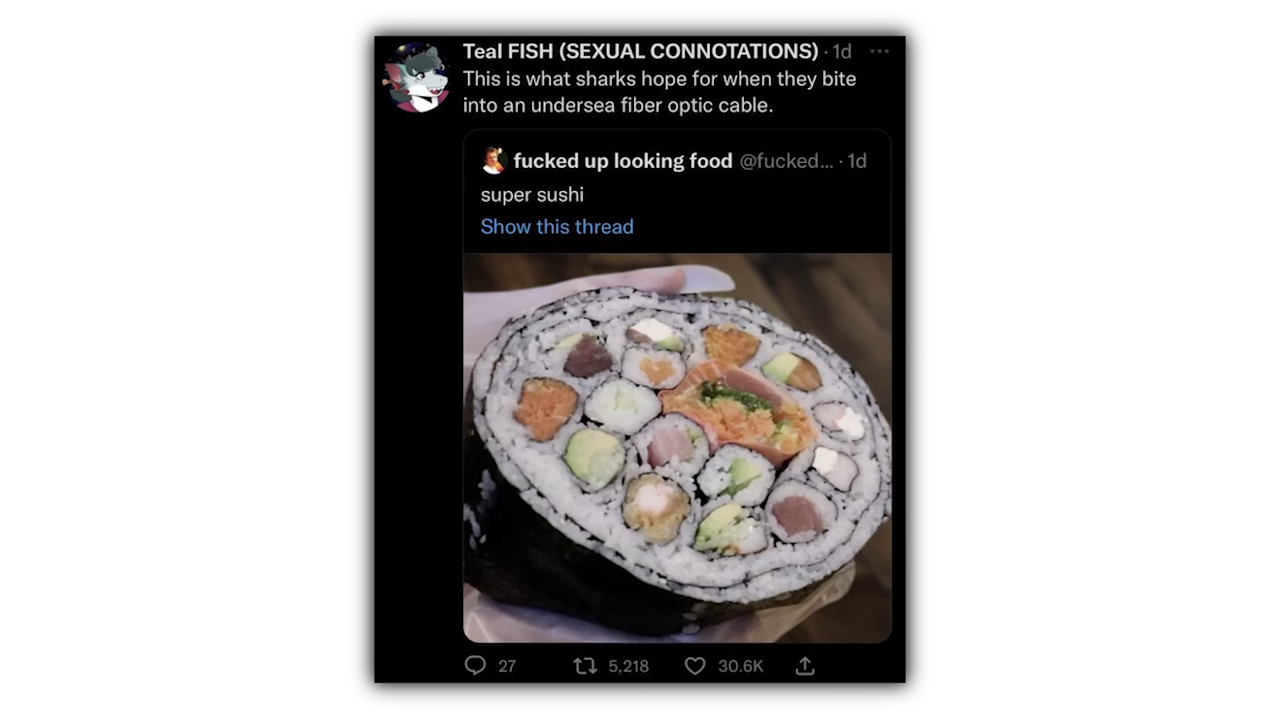 Teal FISH (SEXUAL CONNOTATIONS) · 1d ···
This is what sharks hope for when they bite
into an undersea fiber optic cable.
fucked up looking food @fucked... · 1d
super sushi
Show this thread
27 5,218 30.6K